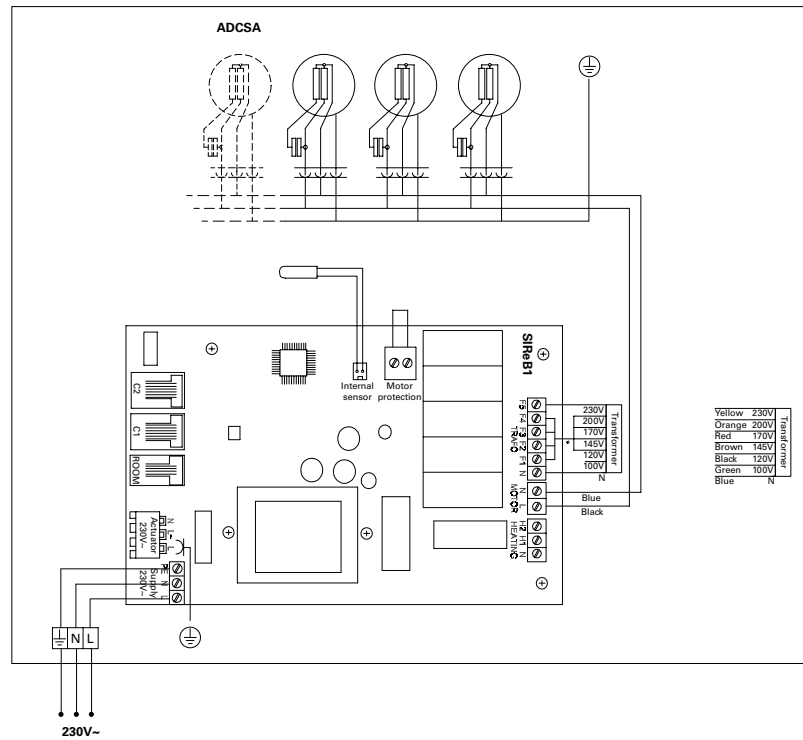 ADCSA
SIReB1
Internal sensor
Motor protection
C2
C1
ROOM
F5
F4
F3
F2
F1
N
TRAFO
N
L
MOTOR
H2
H1
N
HEATING
230V
200V
170V
145V
120V
100V
N
Transformer
*
Blue
Black
Yellow 230V
Orange 200V
Red 170V
Brown 145V
Black 120V
Green 100V
Blue N
Transformer
Actuator
230V~
N
L~
L
Supply
230V~
PE
N
L
N
L
230V~